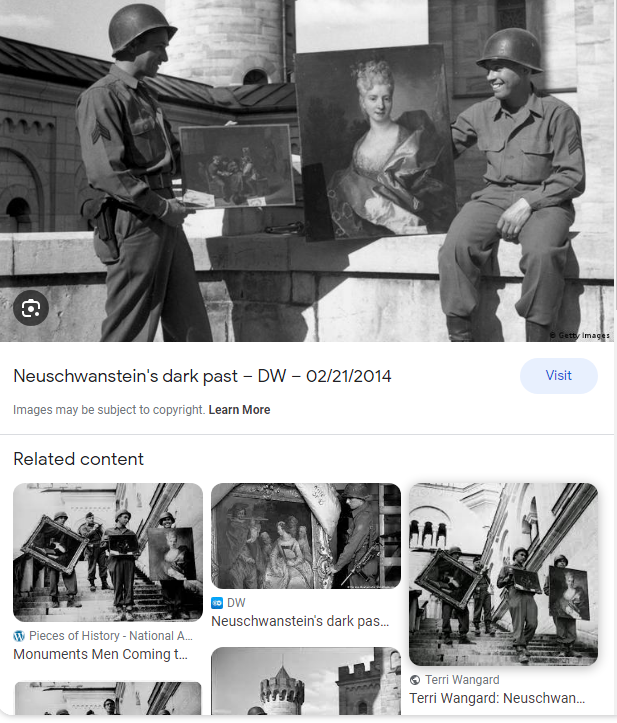 © Getty Images
Neuschwanstein's dark past – DW – 02/21/2014
Visit
Images may be subject to copyright. Learn More
Related content
Pieces of History - National A...
Monuments Men Coming t...
DW
Neuschwanstein's dark pas...
Terri Wangard
Terri Wangard: Neuschwan...